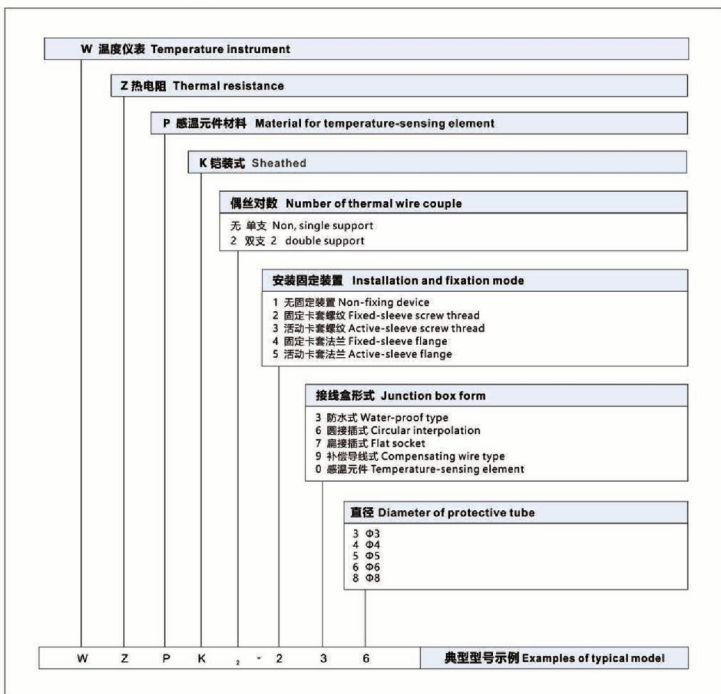 W 温度仪表 Temperature instrument
Z 热电阻 Thermal resistance
P 感温元件材料 Material for temperature-sensing element
K 铠装式 Sheathed
偶丝对数 Number of thermal wire couple
无 单支 Non, single support
2 双支 2 double support
安装固定装置 Installation and fixation mode
1 无固定装置 Non-fixing device
2 固定卡套螺纹 Fixed-sleeve screw thread
3 活动卡套螺纹 Active-sleeve screw thread
4 固定卡套法兰 Fixed-sleeve flange
5 活动卡套法兰 Active-sleeve flange
接线盒形式 Junction box form
3 防水式 Water-proof type
6 圆接插式 Circular interpolation
7 扁接插式 Flat socket
9 补偿导线式 Compensating wire type
0 感温元件 Temperature-sensing element
直径 Diameter of protective tube
3 Φ3
4 Φ4
5 Φ5
6 Φ6
8 Φ8
W Z P K ₂ - 2 3 6 典型型号示例 Examples of typical model